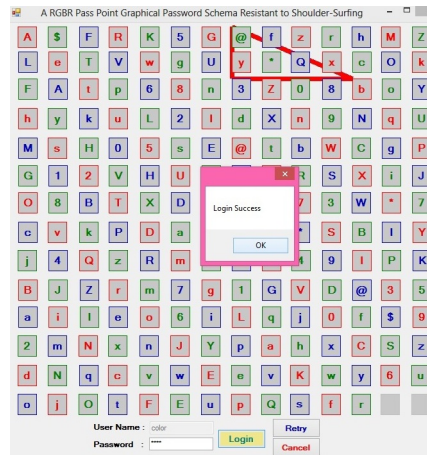 A RGBR Pass Point Graphical Password Schema Resistant to Shoulder-Surfing
A $ F R K 5 G @ f z r h M Z
L e T V w g U y * Q x c O k
F A t p 6 8 n 3 Z 0 8 b o Y
h y k u L 2 l d X n 9 N q U
M s H 0 5 s E @ t b W C g P
G 1 2 V H U R S X i J
O 8 B T X D 3 W * 7
c v k P D a S B I Y
j 4 Q z R m 9 l P K
B J Z r m 7 g 1 G V D @ 3 5
a i l e o 6 i L q j 0 f $ 9
2 m N x n J Y p a h x C S z
d N q c v w E e v K w y 6 u
o j O t F E u p Q s f r
Login Success
OK
User Name : color
Retry
Password : ****
Login
Cancel